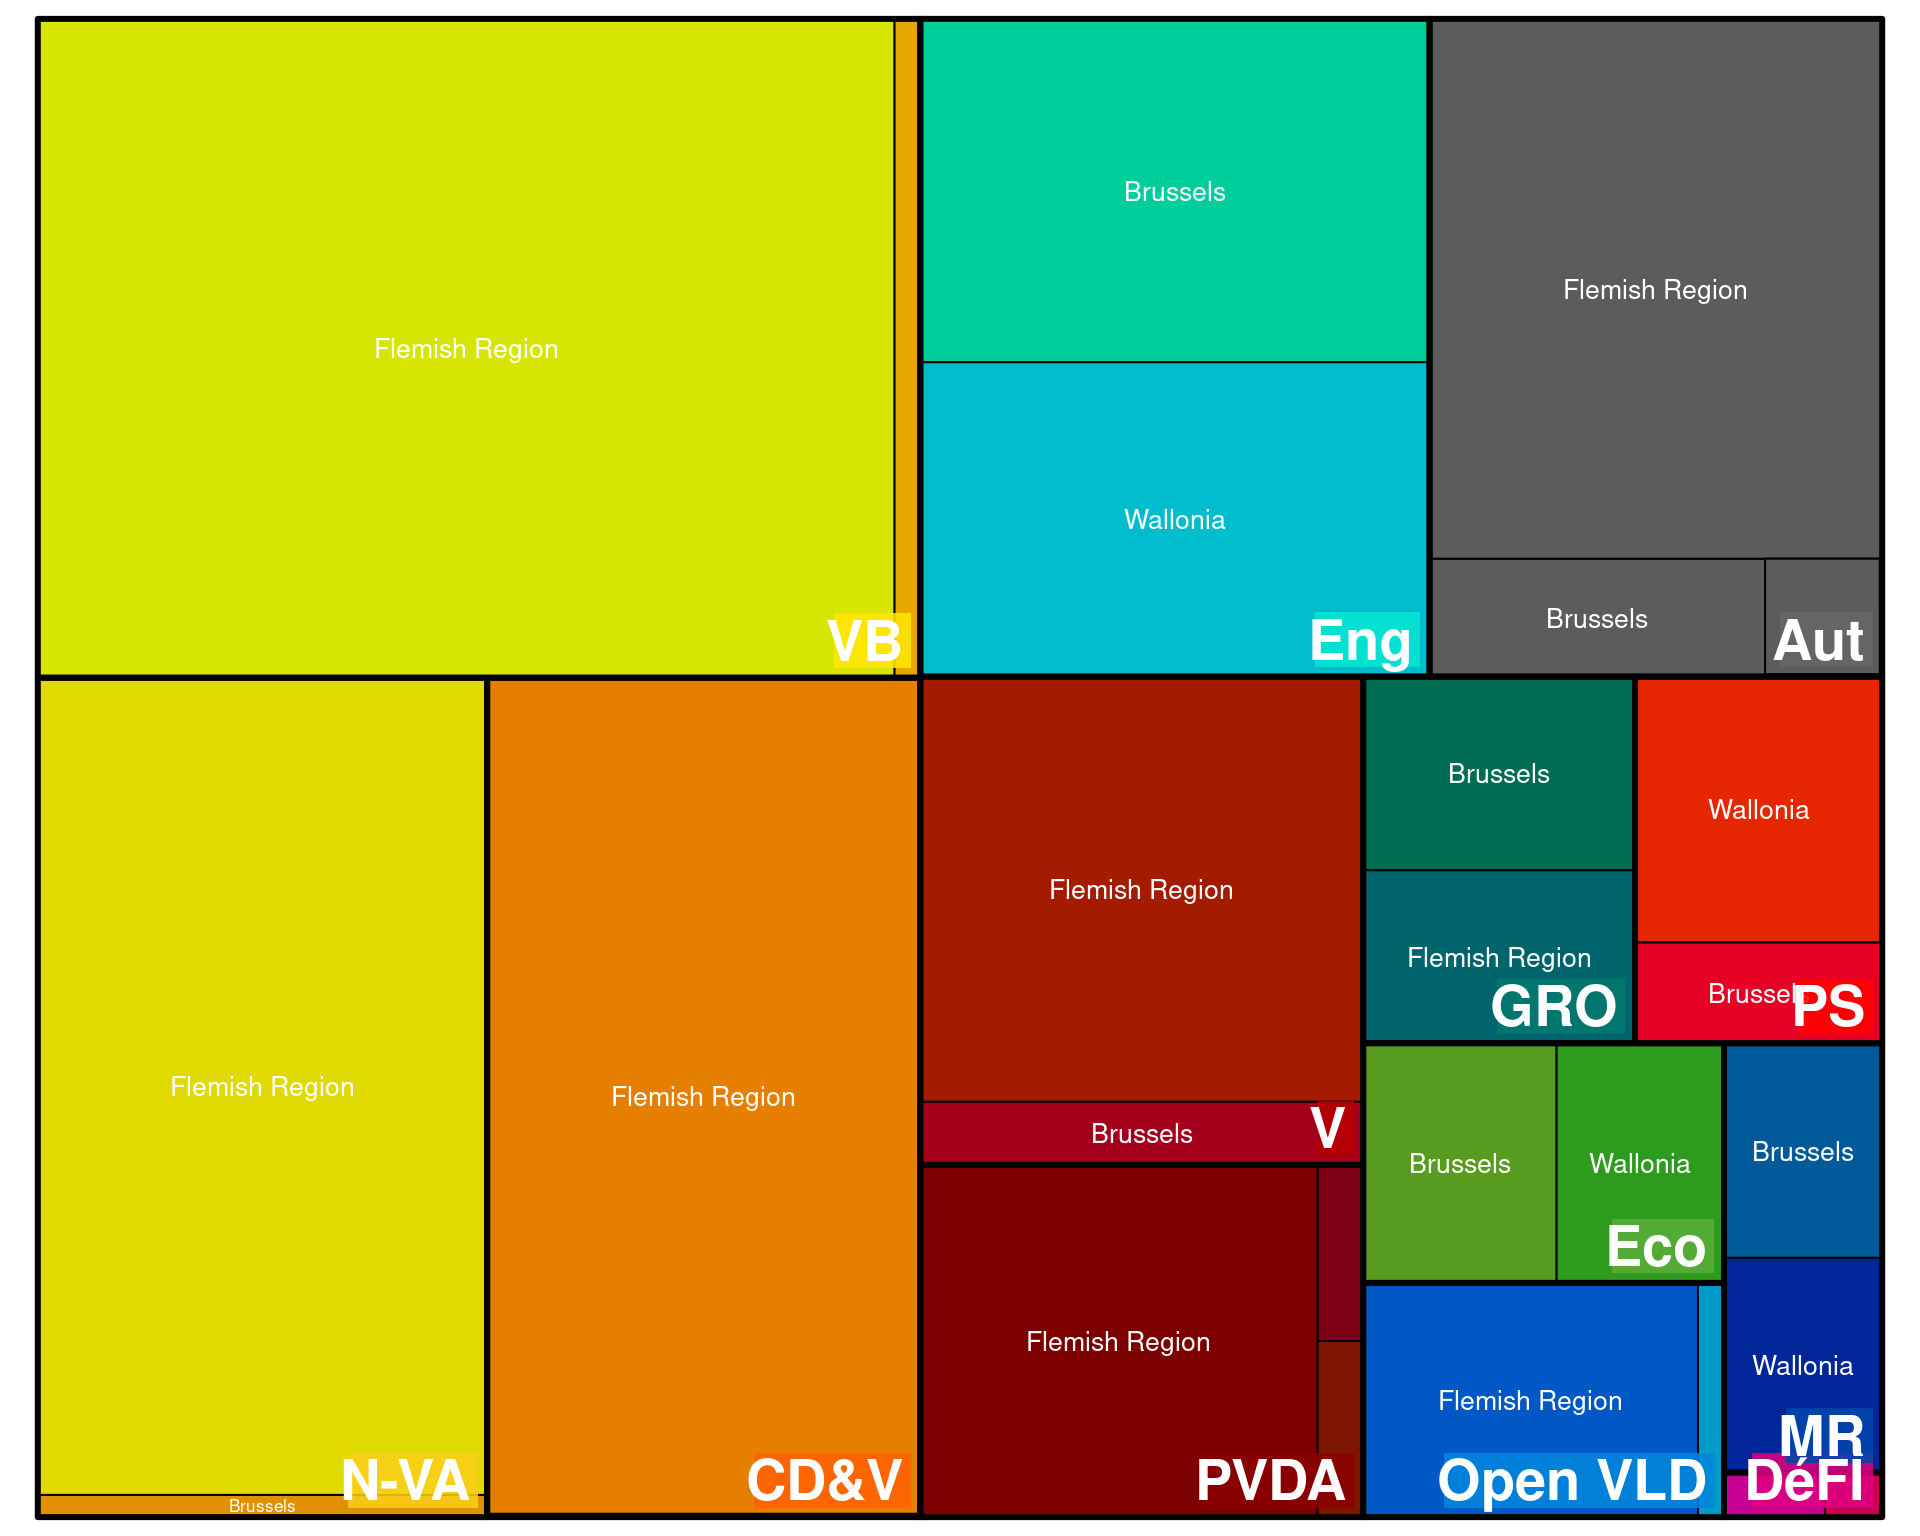 Flemish Region
VB
Brussels
Wallonia
Eng
Flemish Region
Brussels
Aut
Flemish Region
Brussels
N-VA
Flemish Region
CD&V
Flemish Region
Brussels
V
Flemish Region
PVDA
Brussels
Flemish Region
GRO
Wallonia
Brussels
PS
Brussels
Wallonia
Eco
Flemish Region
Open VLD
Brussels
Wallonia
MR
DéFI